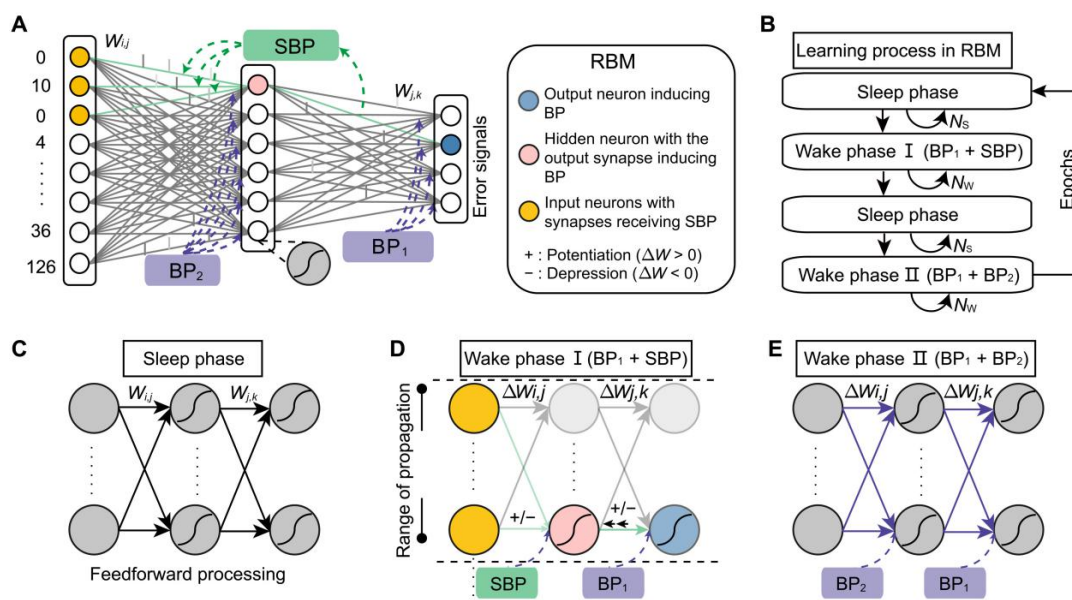 A
W i,j
SBP
W j,k
0
10
0
4
36
126
BP2
BP1
Error signals
RBM
Output neuron inducing
BP
Hidden neuron with the
output synapse inducing
BP
Input neurons with
synapses receiving SBP
+ : Potentiation (ΔW > 0)
− : Depression (ΔW < 0)
B
Learning process in RBM
Sleep phase
NS
Wake phase I (BP1 + SBP)
NW
Sleep phase
NS
Wake phase II (BP1 + BP2)
NW
Epochs
C
Sleep phase
Wi,j
Wj,k
Feedforward processing
D
Wake phase I (BP1 + SBP)
Range of propagation
ΔWi,j
ΔWj,k
+/−
+/−
SBP
BP1
E
Wake phase II (BP1 + BP2)
ΔWi,j
ΔWj,k
BP2
BP1